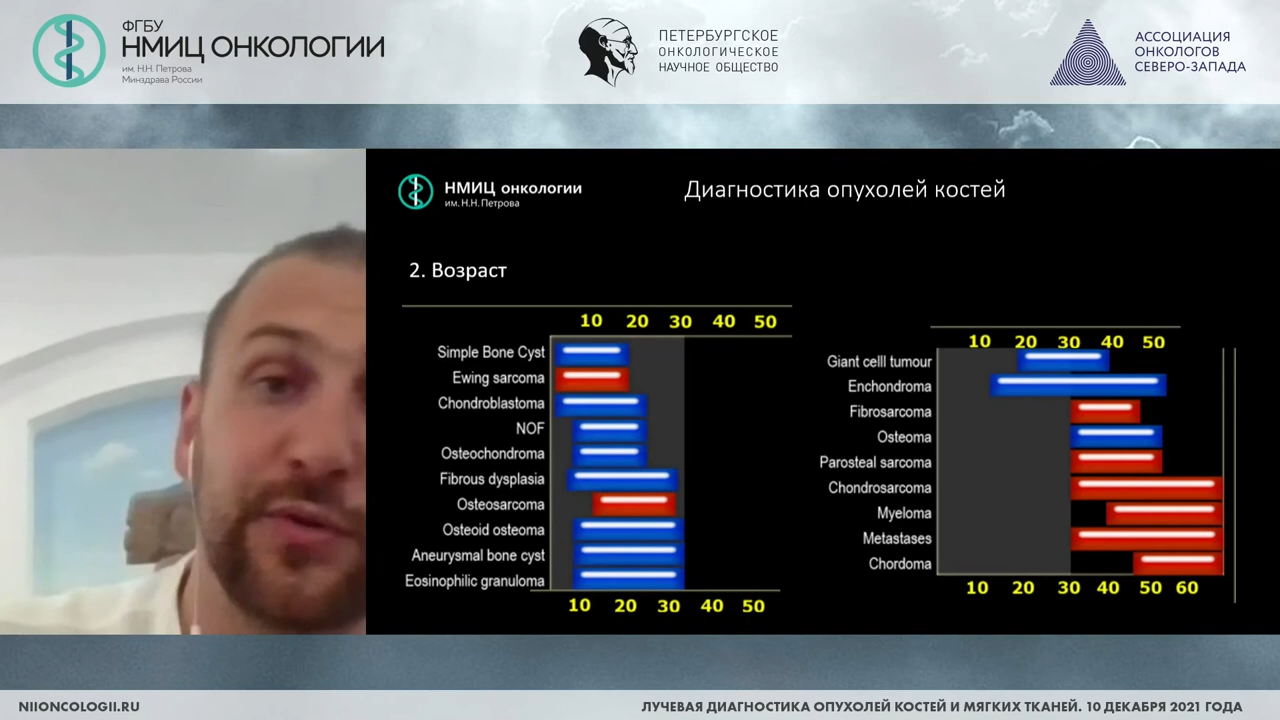 ФГБУ
НМИЦ ОНКОЛОГИИ
им. Н.Н. Петрова
Минздрава России
ПЕТЕРБУРГСКОЕ
ОНКОЛОГИЧЕСКОЕ
НАУЧНОЕ ОБЩЕСТВО
АССОЦИАЦИЯ
ОНКОЛОГОВ
СЕВЕРО-ЗАПАДА
НМИЦ онкологии
им. Н.Н. Петрова
Диагностика опухолей костей
2. Возраст
10 20 30 40 50
Simple Bone Cyst
Ewing sarcoma
Chondroblastoma
NOF
Osteochondroma
Fibrous dysplasia
Osteosarcoma
Osteoid osteoma
Aneurysmal bone cyst
Eosinophilic granuloma
10 20 30 40 50
10 20 30 40 50
Giant celll tumour
Enchondroma
Fibrosarcoma
Osteoma
Parosteal sarcoma
Chondrosarcoma
Myeloma
Metastases
Chordoma
10 20 30 40 50 60
NIIONCOLOGII.RU
ЛУЧЕВАЯ ДИАГНОСТИКА ОПУХОЛЕЙ КОСТЕЙ И МЯГКИХ ТКАНЕЙ. 10 ДЕКАБРЯ 2021 ГОДА